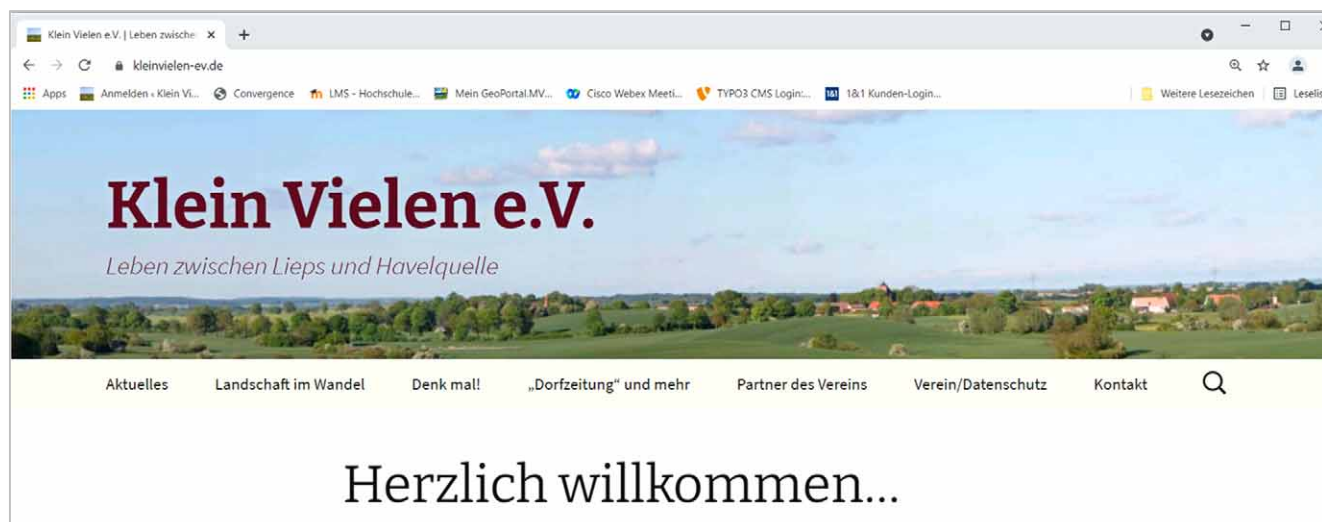 Klein Vielen e.V. | Leben zwische
kleinvielen-ev.de
Apps Anmelden ‹ Klein Vi... Convergence LMS - Hochschule... Mein GeoPortal.MV... Cisco Webex Meeti... TYPO3 CMS Login:... 1&1 Kunden-Login... Weitere Lesezeichen Leselis
Klein Vielen e.V.
Leben zwischen Lieps und Havelquelle
Aktuelles Landschaft im Wandel Denk mal! „Dorfzeitung“ und mehr Partner des Vereins Verein/Datenschutz Kontakt
Herzlich willkommen...